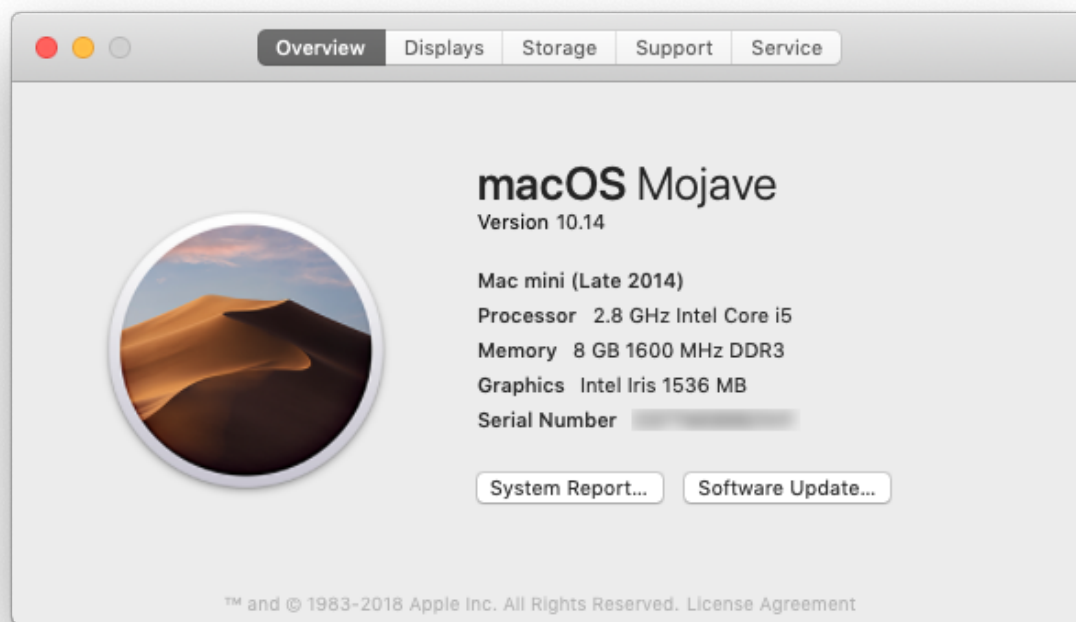 Overview Displays Storage Support Service
macOS Mojave
Version 10.14
Mac mini (Late 2014)
Processor 2.8 GHz Intel Core i5
Memory 8 GB 1600 MHz DDR3
Graphics Intel Iris 1536 MB
Serial Number
System Report... Software Update...
™ and © 1983-2018 Apple Inc. All Rights Reserved. License Agreement